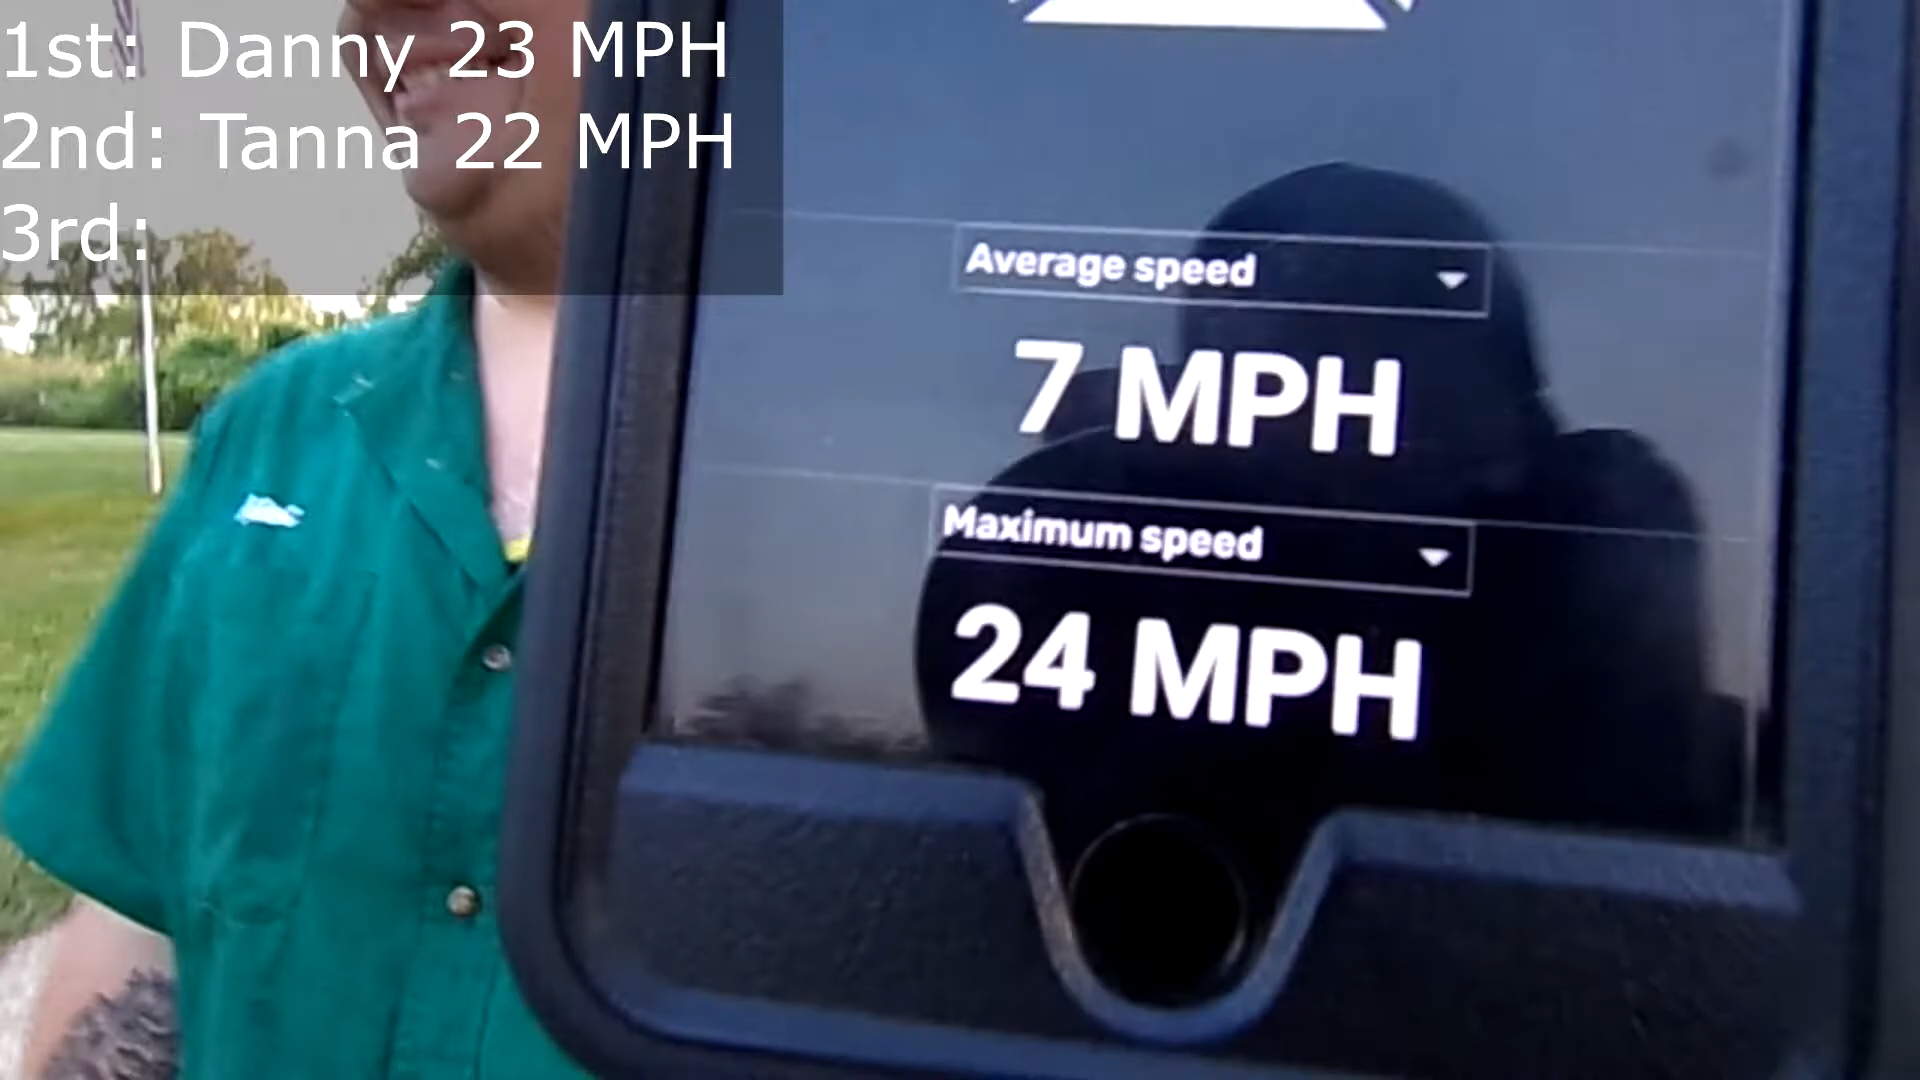 1st: Danny 23 MPH
2nd: Tanna 22 MPH
3rd:
Average speed
7 MPH
Maximum speed
24 MPH